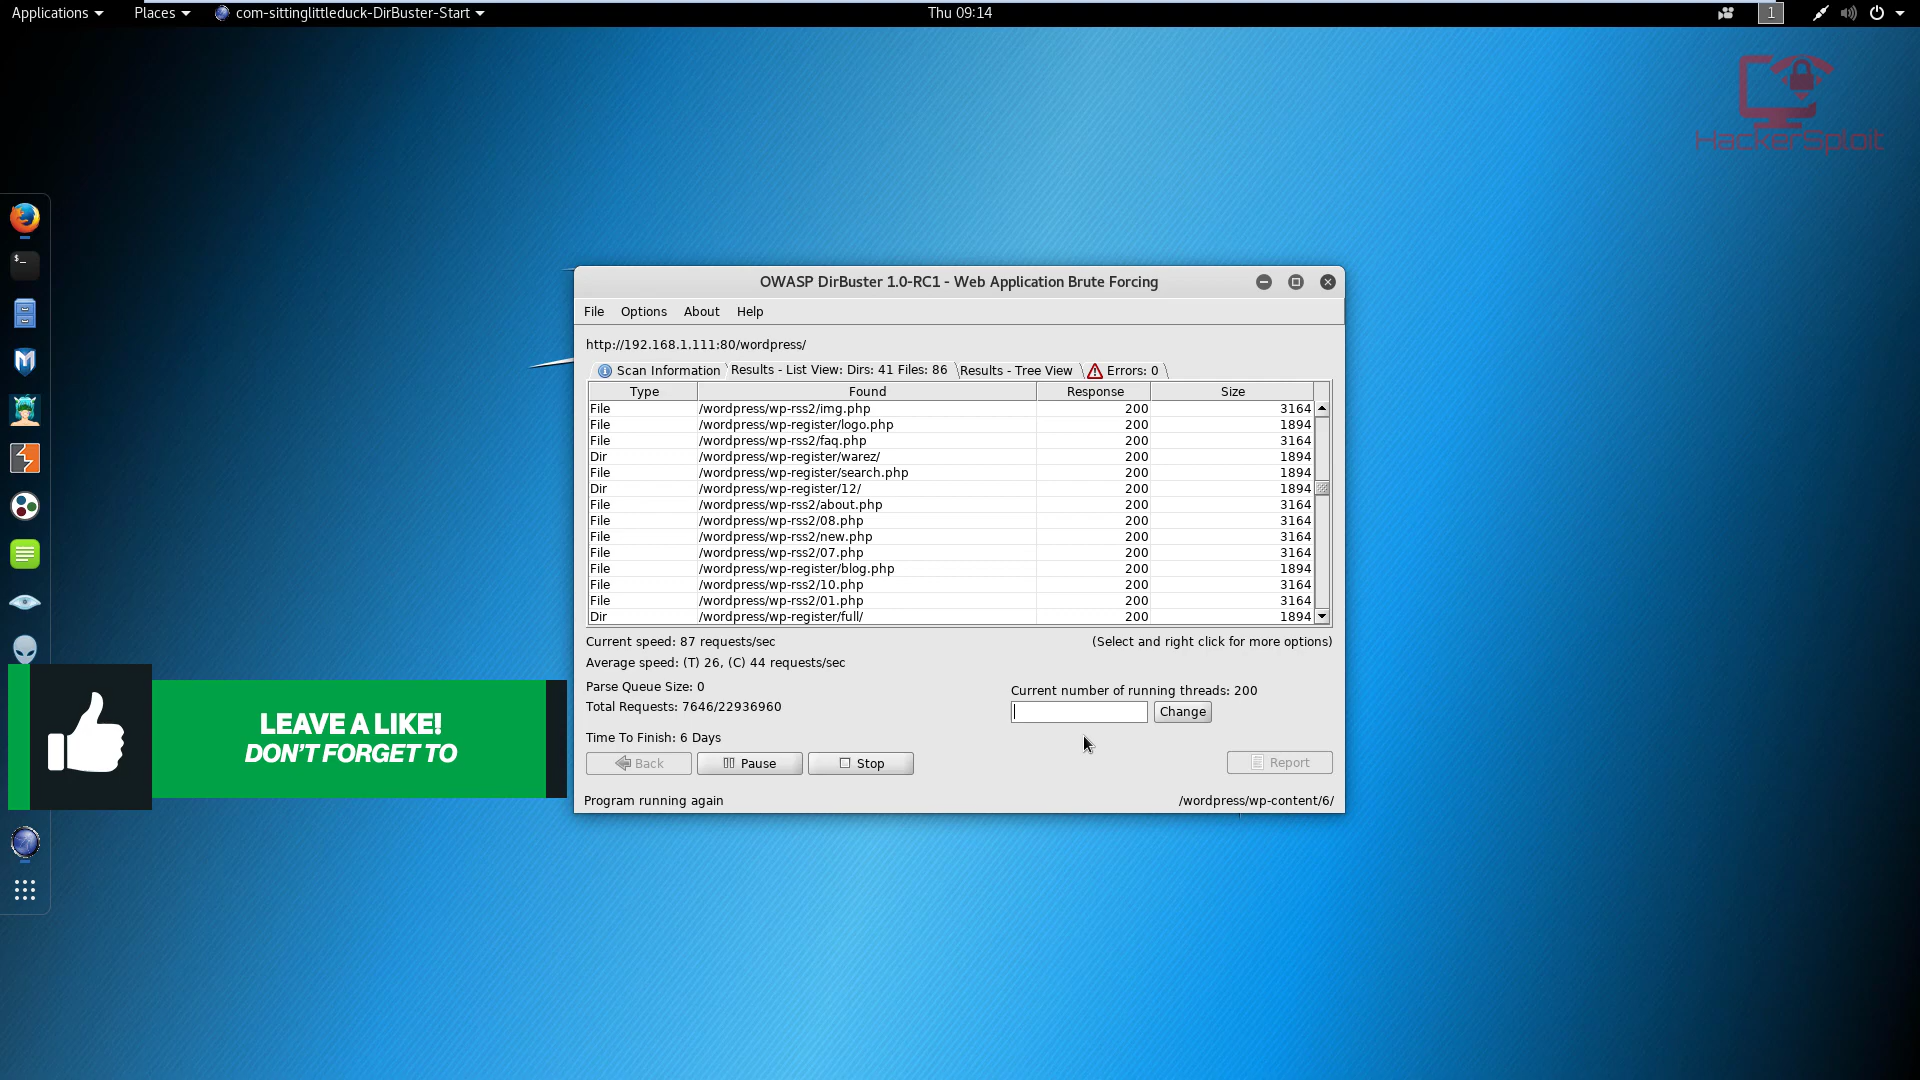 Applications Places com-sittinglittleduck-DirBuster-Start Thu 09:14 1
HackerSploit
OWASP DirBuster 1.0-RC1 - Web Application Brute Forcing
File Options About Help
http://192.168.1.111:80/wordpress/
Scan Information Results - List View: Dirs: 41 Files: 86 Results - Tree View Errors: 0
Type Found Response Size
File /wordpress/wp-rss2/img.php 200 3164
File /wordpress/wp-register/logo.php 200 1894
File /wordpress/wp-rss2/faq.php 200 3164
Dir /wordpress/wp-register/warez/ 200 1894
File /wordpress/wp-register/search.php 200 1894
Dir /wordpress/wp-register/12/ 200 1894
File /wordpress/wp-rss2/about.php 200 3164
File /wordpress/wp-rss2/08.php 200 3164
File /wordpress/wp-rss2/new.php 200 3164
File /wordpress/wp-rss2/07.php 200 3164
File /wordpress/wp-register/blog.php 200 1894
File /wordpress/wp-rss2/10.php 200 3164
File /wordpress/wp-rss2/01.php 200 3164
Dir /wordpress/wp-register/full/ 200 1894
Current speed: 87 requests/sec (Select and right click for more options)
Average speed: (T) 26, (C) 44 requests/sec
Parse Queue Size: 0
Current number of running threads: 200
Total Requests: 7646/22936960
Change
Time To Finish: 6 Days
Back Pause Stop Report
Program running again /wordpress/wp-content/6/
LEAVE A LIKE!
DON'T FORGET TO